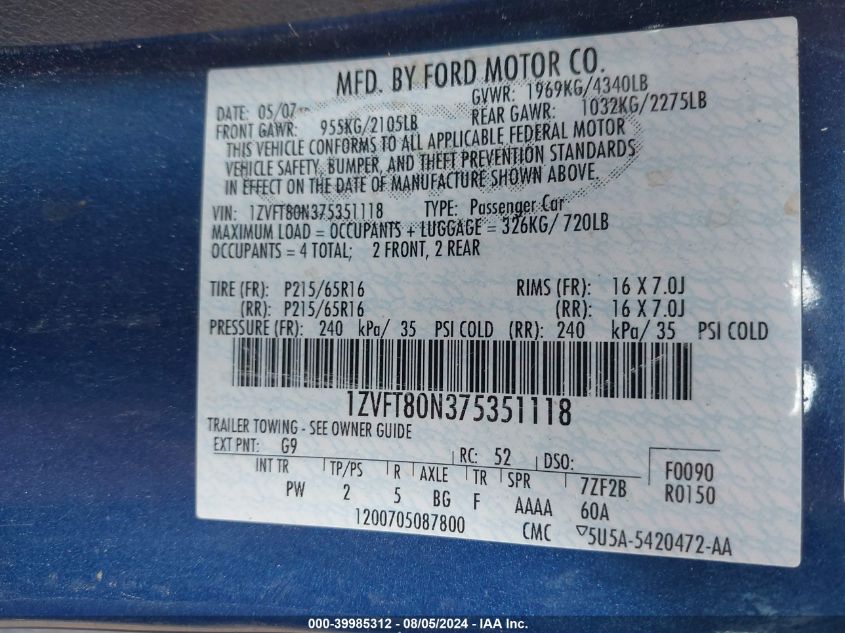 MFD. BY FORD MOTOR CO.
DATE: 05/07 GVWR: 1969KG/4340LB
FRONT GAWR: 955KG/2105LB REAR GAWR: 1032KG/2275LB
THIS VEHICLE CONFORMS TO ALL APPLICABLE FEDERAL MOTOR
VEHICLE SAFETY, BUMPER, AND THEFT PREVENTION STANDARDS
IN EFFECT ON THE DATE OF MANUFACTURE SHOWN ABOVE.
VIN: 1ZVFT80N375351118 TYPE: Passenger Car
MAXIMUM LOAD = OCCUPANTS + LUGGAGE = 326KG/ 720LB
OCCUPANTS = 4 TOTAL; 2 FRONT, 2 REAR
TIRE (FR): P215/65R16 RIMS (FR): 16 X 7.0J
(RR): P215/65R16 (RR): 16 X 7.0J
PRESSURE (FR): 240 kPa/ 35 PSI COLD (RR): 240 kPa/ 35 PSI COLD
1ZVFT80N375351118
TRAILER TOWING - SEE OWNER GUIDE
EXT PNT: G9 RC: 52 DSO: F0090
INT TR TP/PS R AXLE TR SPR 7ZF2B R0150
PW 2 5 BG F AAAA 60A
1200705087800 CMC ▽5U5A-5420472-AA
000-39985312 - 08/05/2024 - IAA Inc.